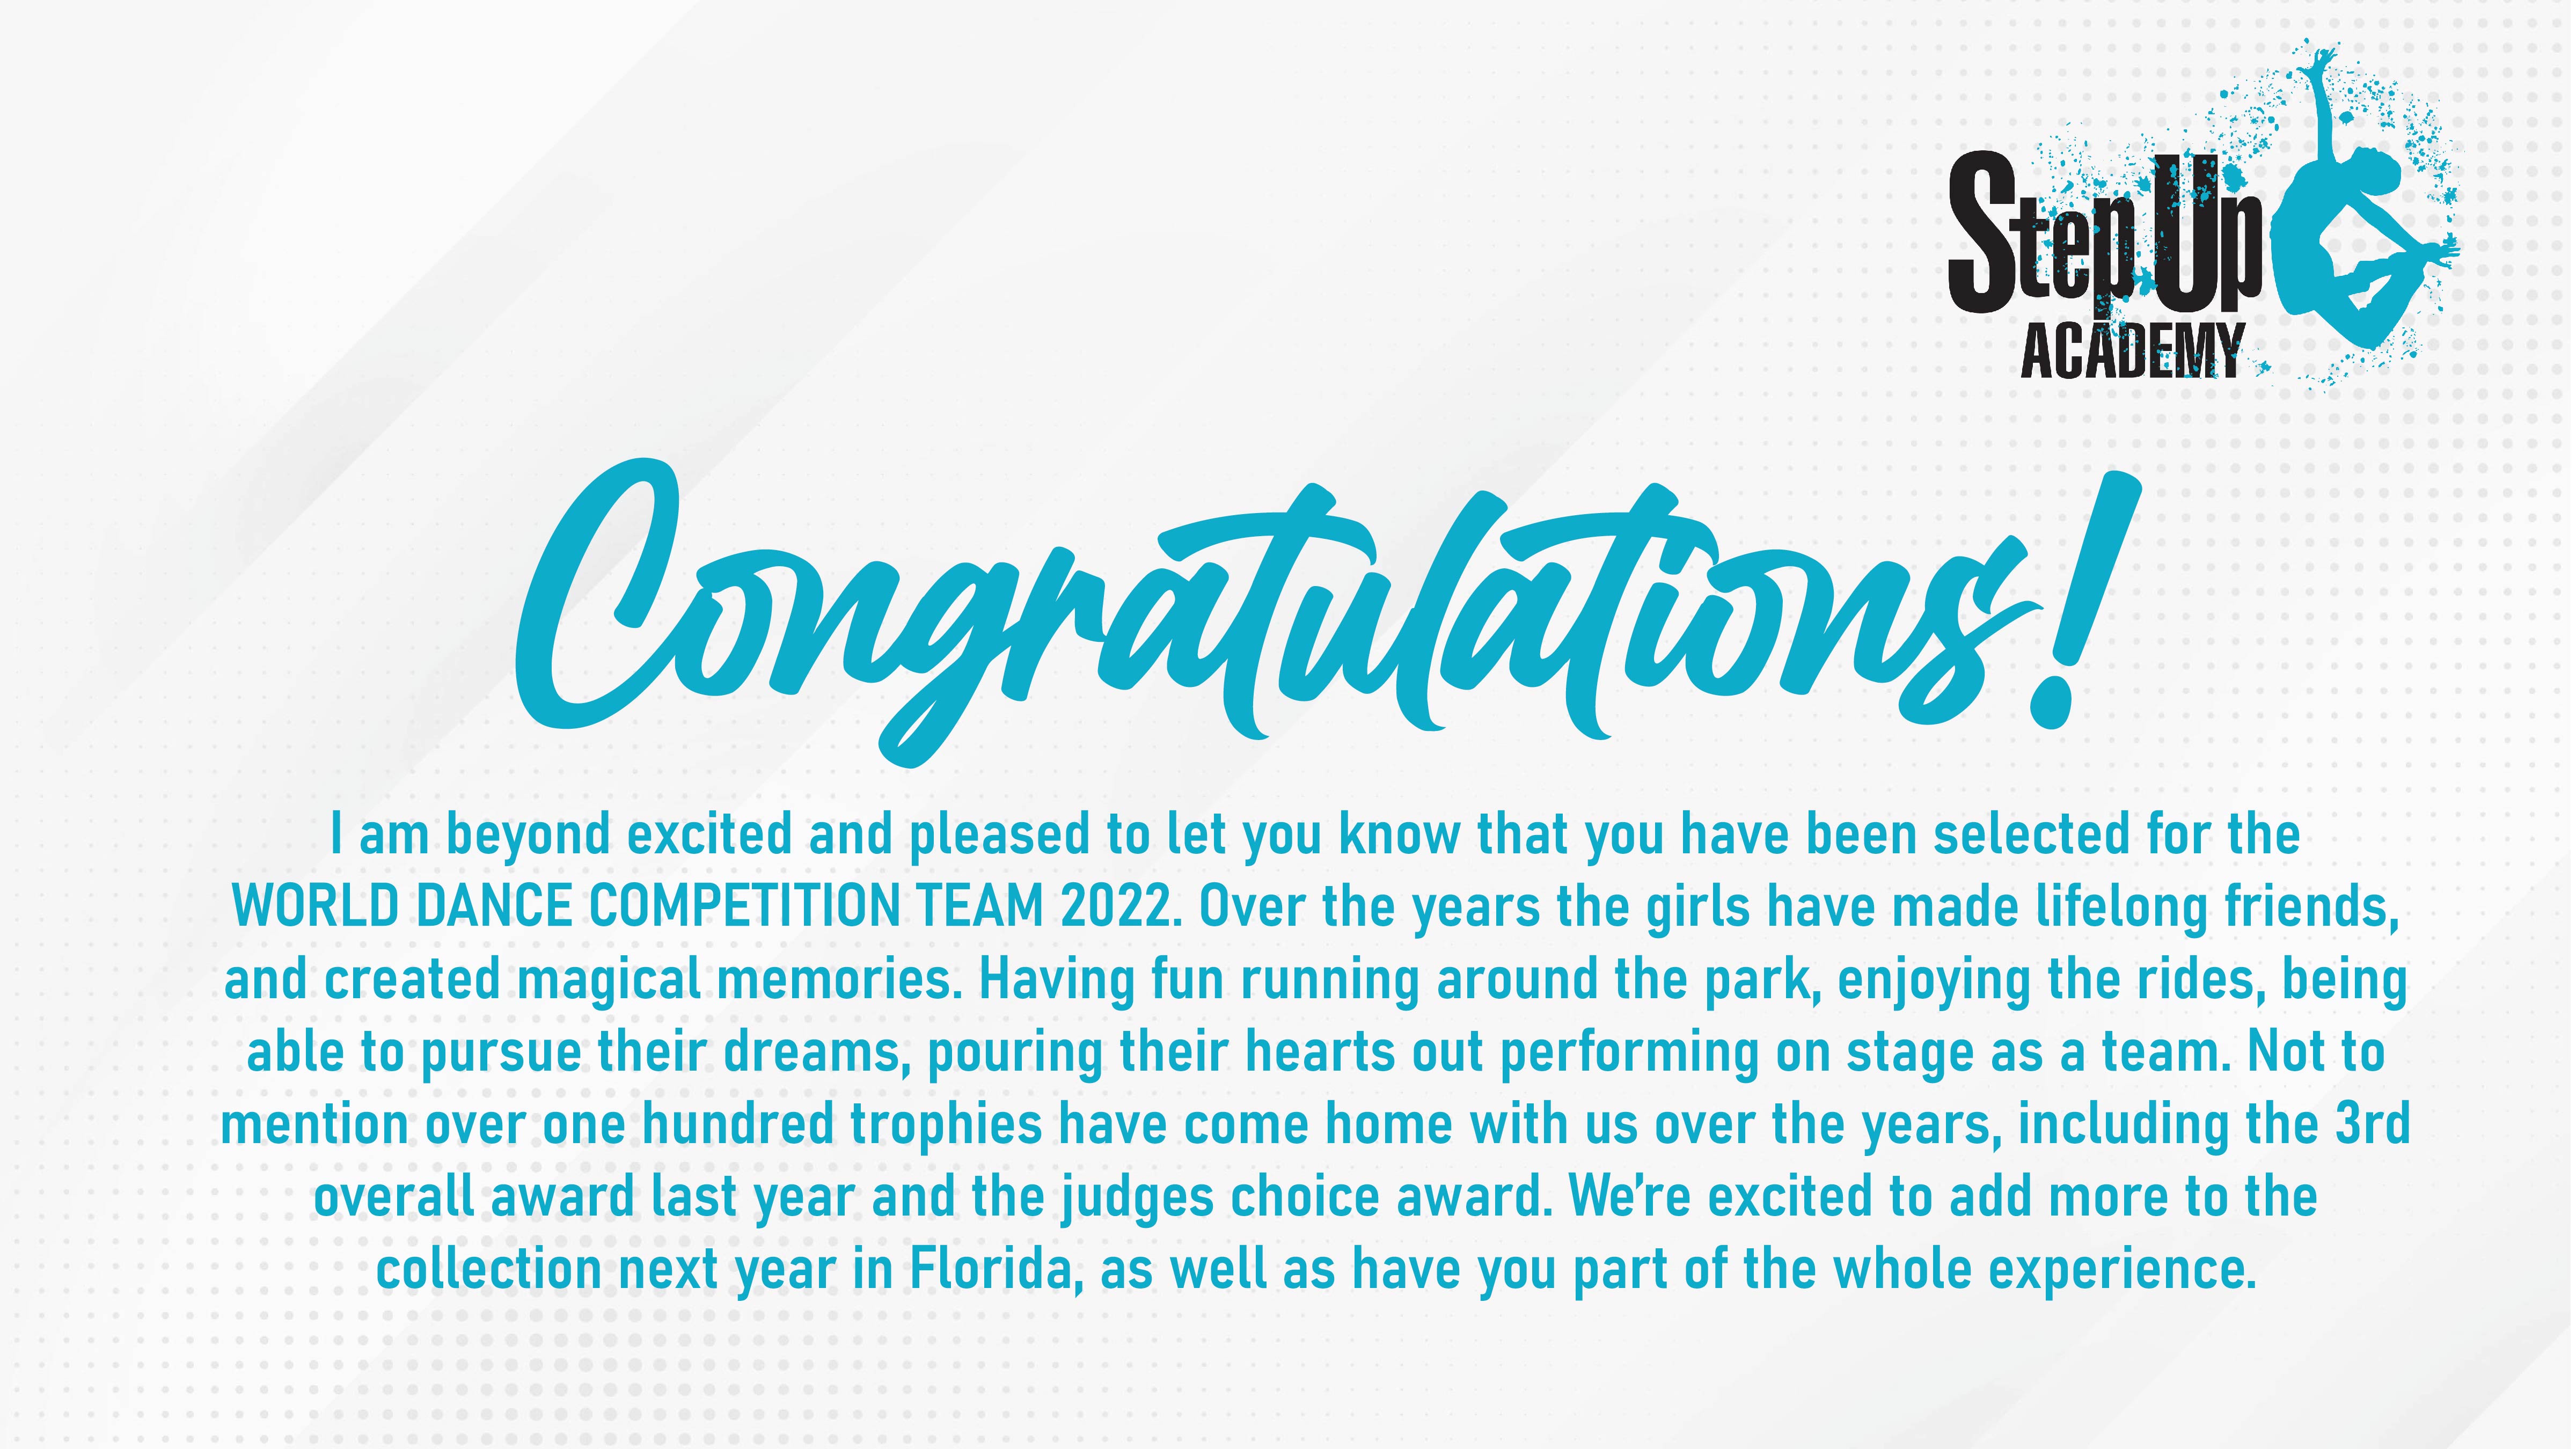 Step Up
ACADEMY
Congratulations!
I am beyond excited and pleased to let you know that you have been selected for the
WORLD DANCE COMPETITION TEAM 2022. Over the years the girls have made lifelong friends,
and created magical memories. Having fun running around the park, enjoying the rides, being
able to pursue their dreams, pouring their hearts out performing on stage as a team. Not to
mention over one hundred trophies have come home with us over the years, including the 3rd
overall award last year and the judges choice award. We’re excited to add more to the
collection next year in Florida, as well as have you part of the whole experience.